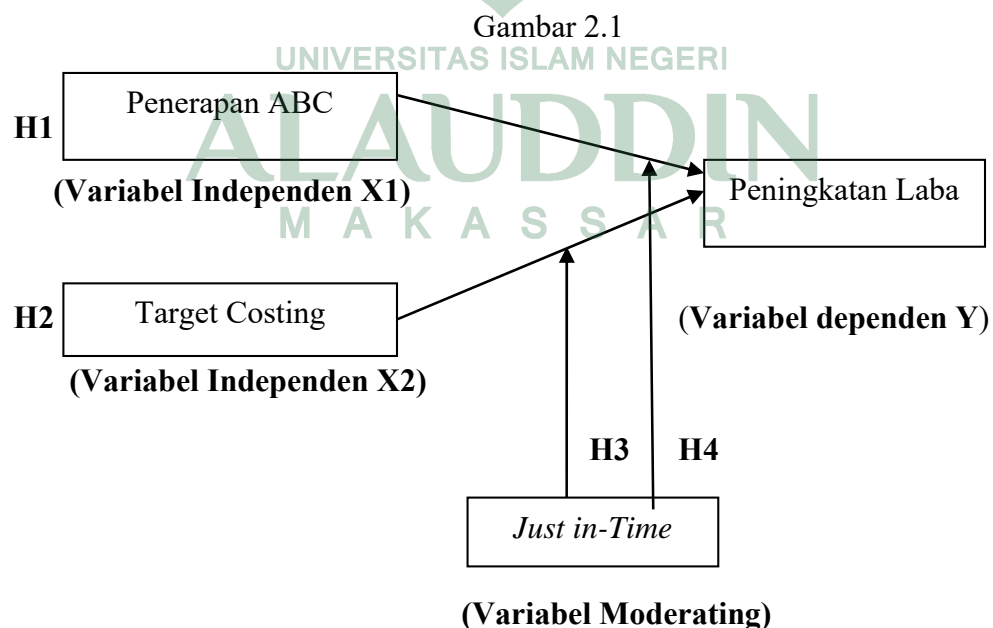 Gambar 2.1
UNIVERSITAS ISLAM NEGERI
ALAUDDIN
MAKASSAR
H1
Penerapan ABC
(Variabel Independen X1)
Peningkatan Laba
(Variabel dependen Y)
H2
Target Costing
(Variabel Independen X2)
H3
H4
Just in-Time
(Variabel Moderating)